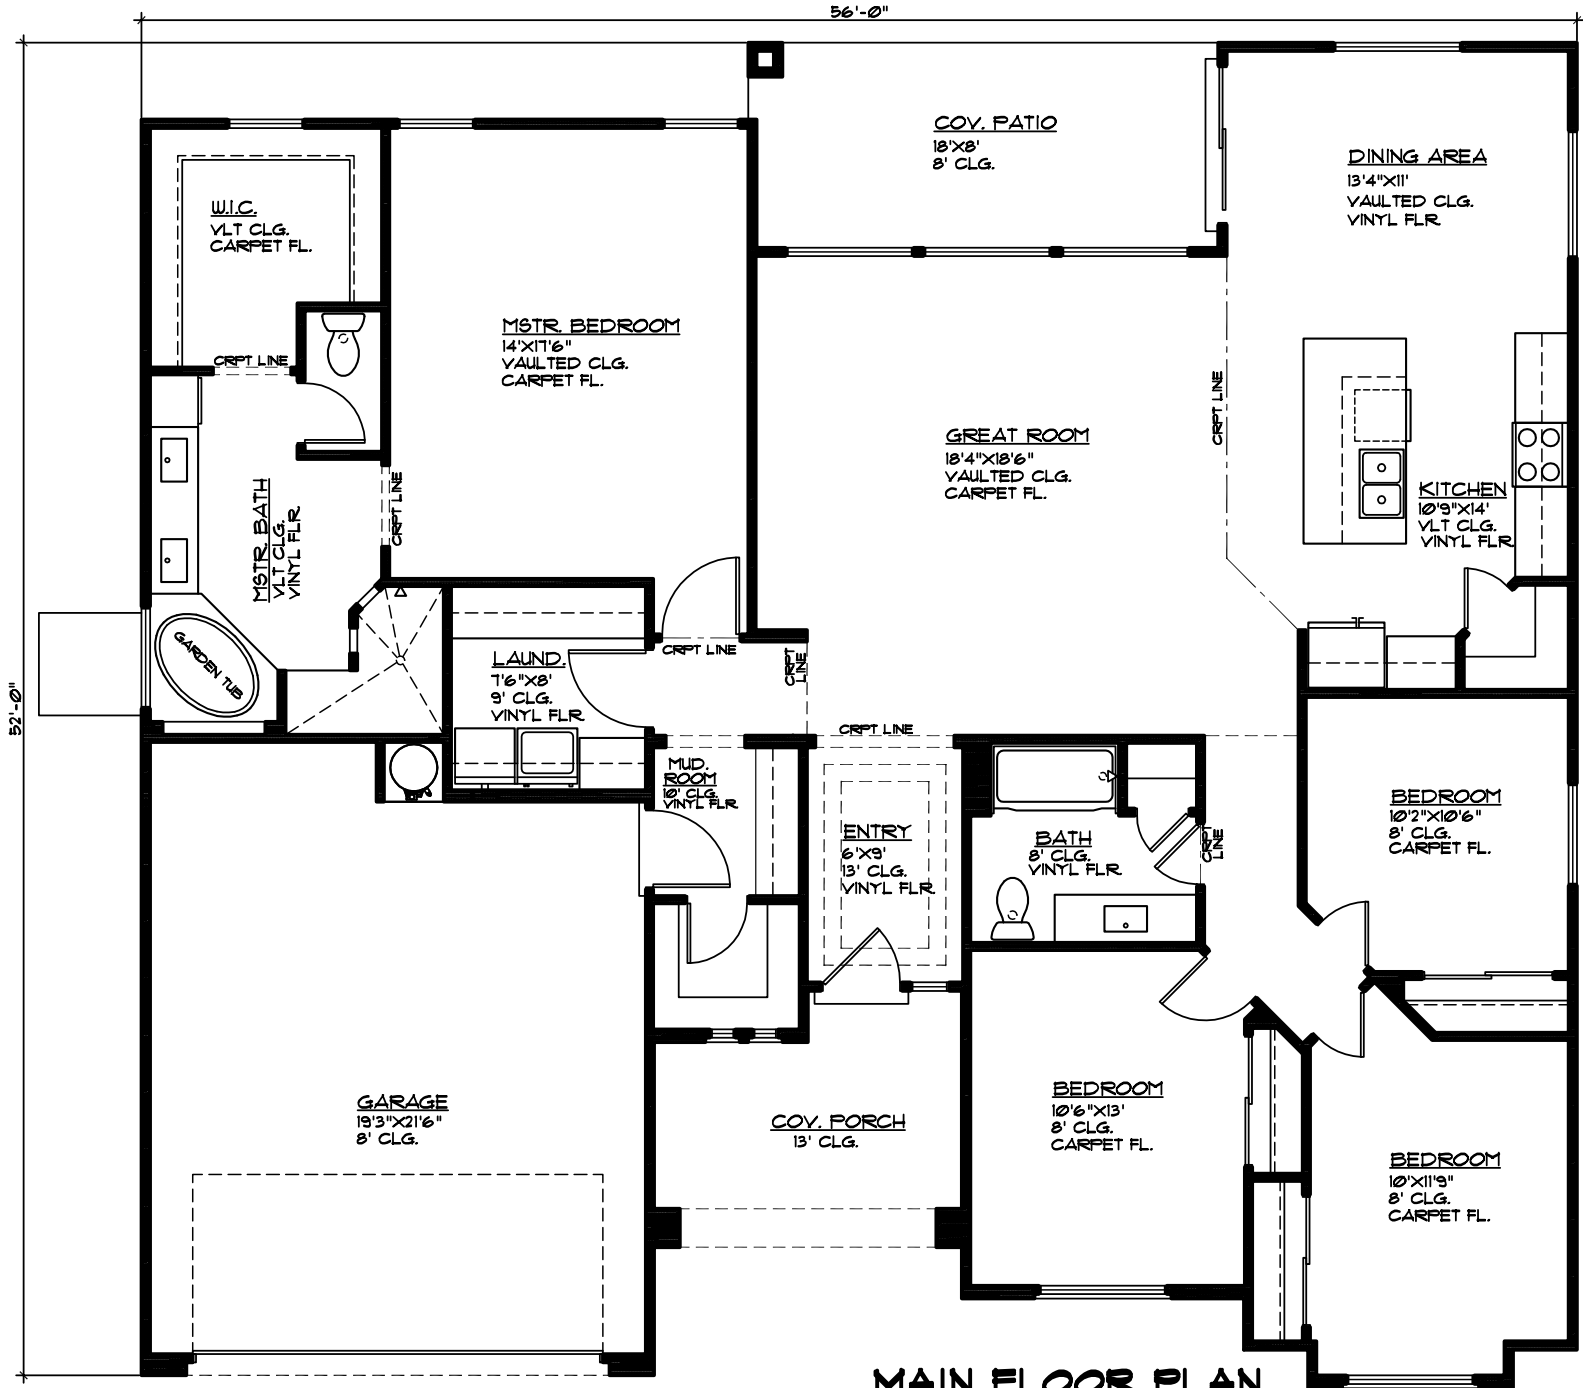 56'-0"
COV. PATIO
18'X8'
8' CLG.
DINING AREA
13'4"X11'
VAULTED CLG.
VINYL FLR
W.I.C.
VLT CLG.
CARPET FL.
MSTR. BEDROOM
14'X17'6"
VAULTED CLG.
CARPET FL.
CRPT LINE
CRPT LINE
GREAT ROOM
18'4"X18'6"
VAULTED CLG.
CARPET FL.
CRPT LINE
KITCHEN
10'9"X14'
VLT CLG.
VINYL FLR
MSTR. BATH
VLT CLG.
VINYL FLR
GARDEN TUB
52'-0"
LAUND.
7'6"X8'
9' CLG.
VINYL FLR
CRPT LINE
CRPT
LINE
CRPT LINE
MUD.
ROOM
10' CLG.
VINYL FLR
ENTRY
6'X9'
13' CLG.
VINYL FLR
BATH
8' CLG.
VINYL FLR
CRPT
LINE
BEDROOM
10'2"X10'6"
8' CLG.
CARPET FL.
GARAGE
19'3"X21'6"
8' CLG.
COV. PORCH
13' CLG.
BEDROOM
10'6"X13'
8' CLG.
CARPET FL.
BEDROOM
10'X11'9"
8' CLG.
CARPET FL.
MAIN FLOOR PLAN